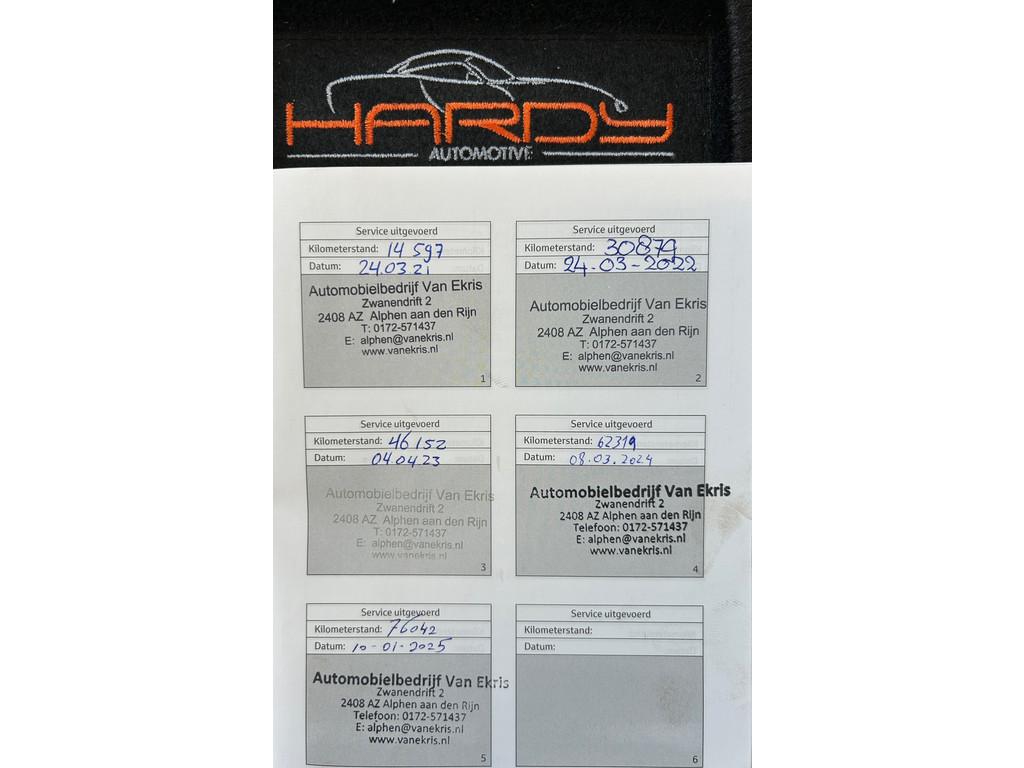 HARDY
AUTOMOTIVE
Service uitgevoerd
Kilometerstand: 14 597
Datum: 24.03 21
Automobielbedrijf Van Ekris
Zwanendrift 2
2408 AZ Alphen aan den Rijn
T: 0172-571437
E: alphen@vanekris.nl
www.vanekris.nl
1
Service uitgevoerd
Kilometerstand: 30879
Datum: 24-03-2022
Automobielbedrijf Van Ekris
Zwanendrift 2
2408 AZ Alphen aan den Rijn
T: 0172-571437
E: alphen@vanekris.nl
www.vanekris.nl
2
Service uitgevoerd
Kilometerstand: 46 152
Datum: 04.04.23
Automobielbedrijf Van Ekris
Zwanendrift 2
2408 AZ Alphen aan den Rijn
T: 0172-571437
E: alphen@vanekris.nl
www.vanekris.nl
3
Service uitgevoerd
Kilometerstand: 62319
Datum: 08.03.2024
Automobielbedrijf Van Ekris
Zwanendrift 2
2408 AZ Alphen aan den Rijn
Telefoon: 0172-571437
E: alphen@vanekris.nl
www.vanekris.nl
4
Service uitgevoerd
Kilometerstand: 76042
Datum: 10-01-2025
Automobielbedrijf Van Ekris
Zwanendrift 2
2408 AZ Alphen aan den Rijn
Telefoon: 0172-571437
E: alphen@vanekris.nl
www.vanekris.nl
5
Service uitgevoerd
Kilometerstand:
Datum:
6